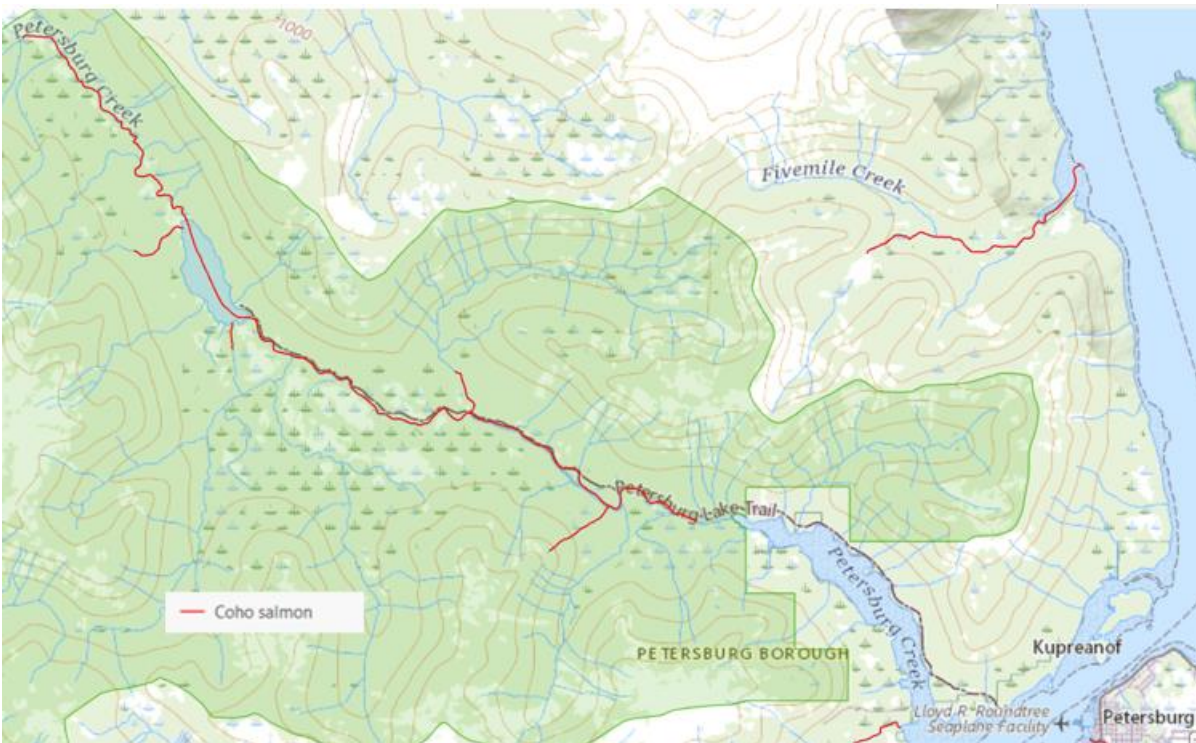 Petersburg Creek
1000
Fivemile Creek
Petersburg Lake Trail
Petersburg Creek
Coho salmon
PETERSBURG BOROUGH
Kupreanof
Lloyd R. Roundtree
Seaplane Facility
Petersburg